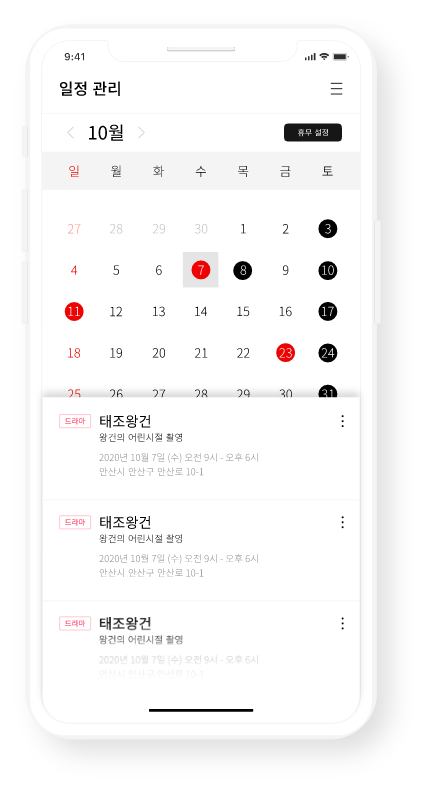 9:41
일정 관리
10월
휴무 설정
일 월 화 수 목 금 토
27 28 29 30 1 2 3
4 5 6 7 8 9 10
11 12 13 14 15 16 17
18 19 20 21 22 23 24
25 26 27 28 29 30 31
드라마 태조왕건
왕건의 어린시절 촬영
2020년 10월 7일 (수) 오전 9시 - 오후 6시
안산시 안산구 안산로 10-1
드라마 태조왕건
왕건의 어린시절 촬영
2020년 10월 7일 (수) 오전 9시 - 오후 6시
안산시 안산구 안산로 10-1
드라마 태조왕건
왕건의 어린시절 촬영
2020년 10월 7일 (수) 오전 9시 - 오후 6시
안산시 안산구 안산로 10-1